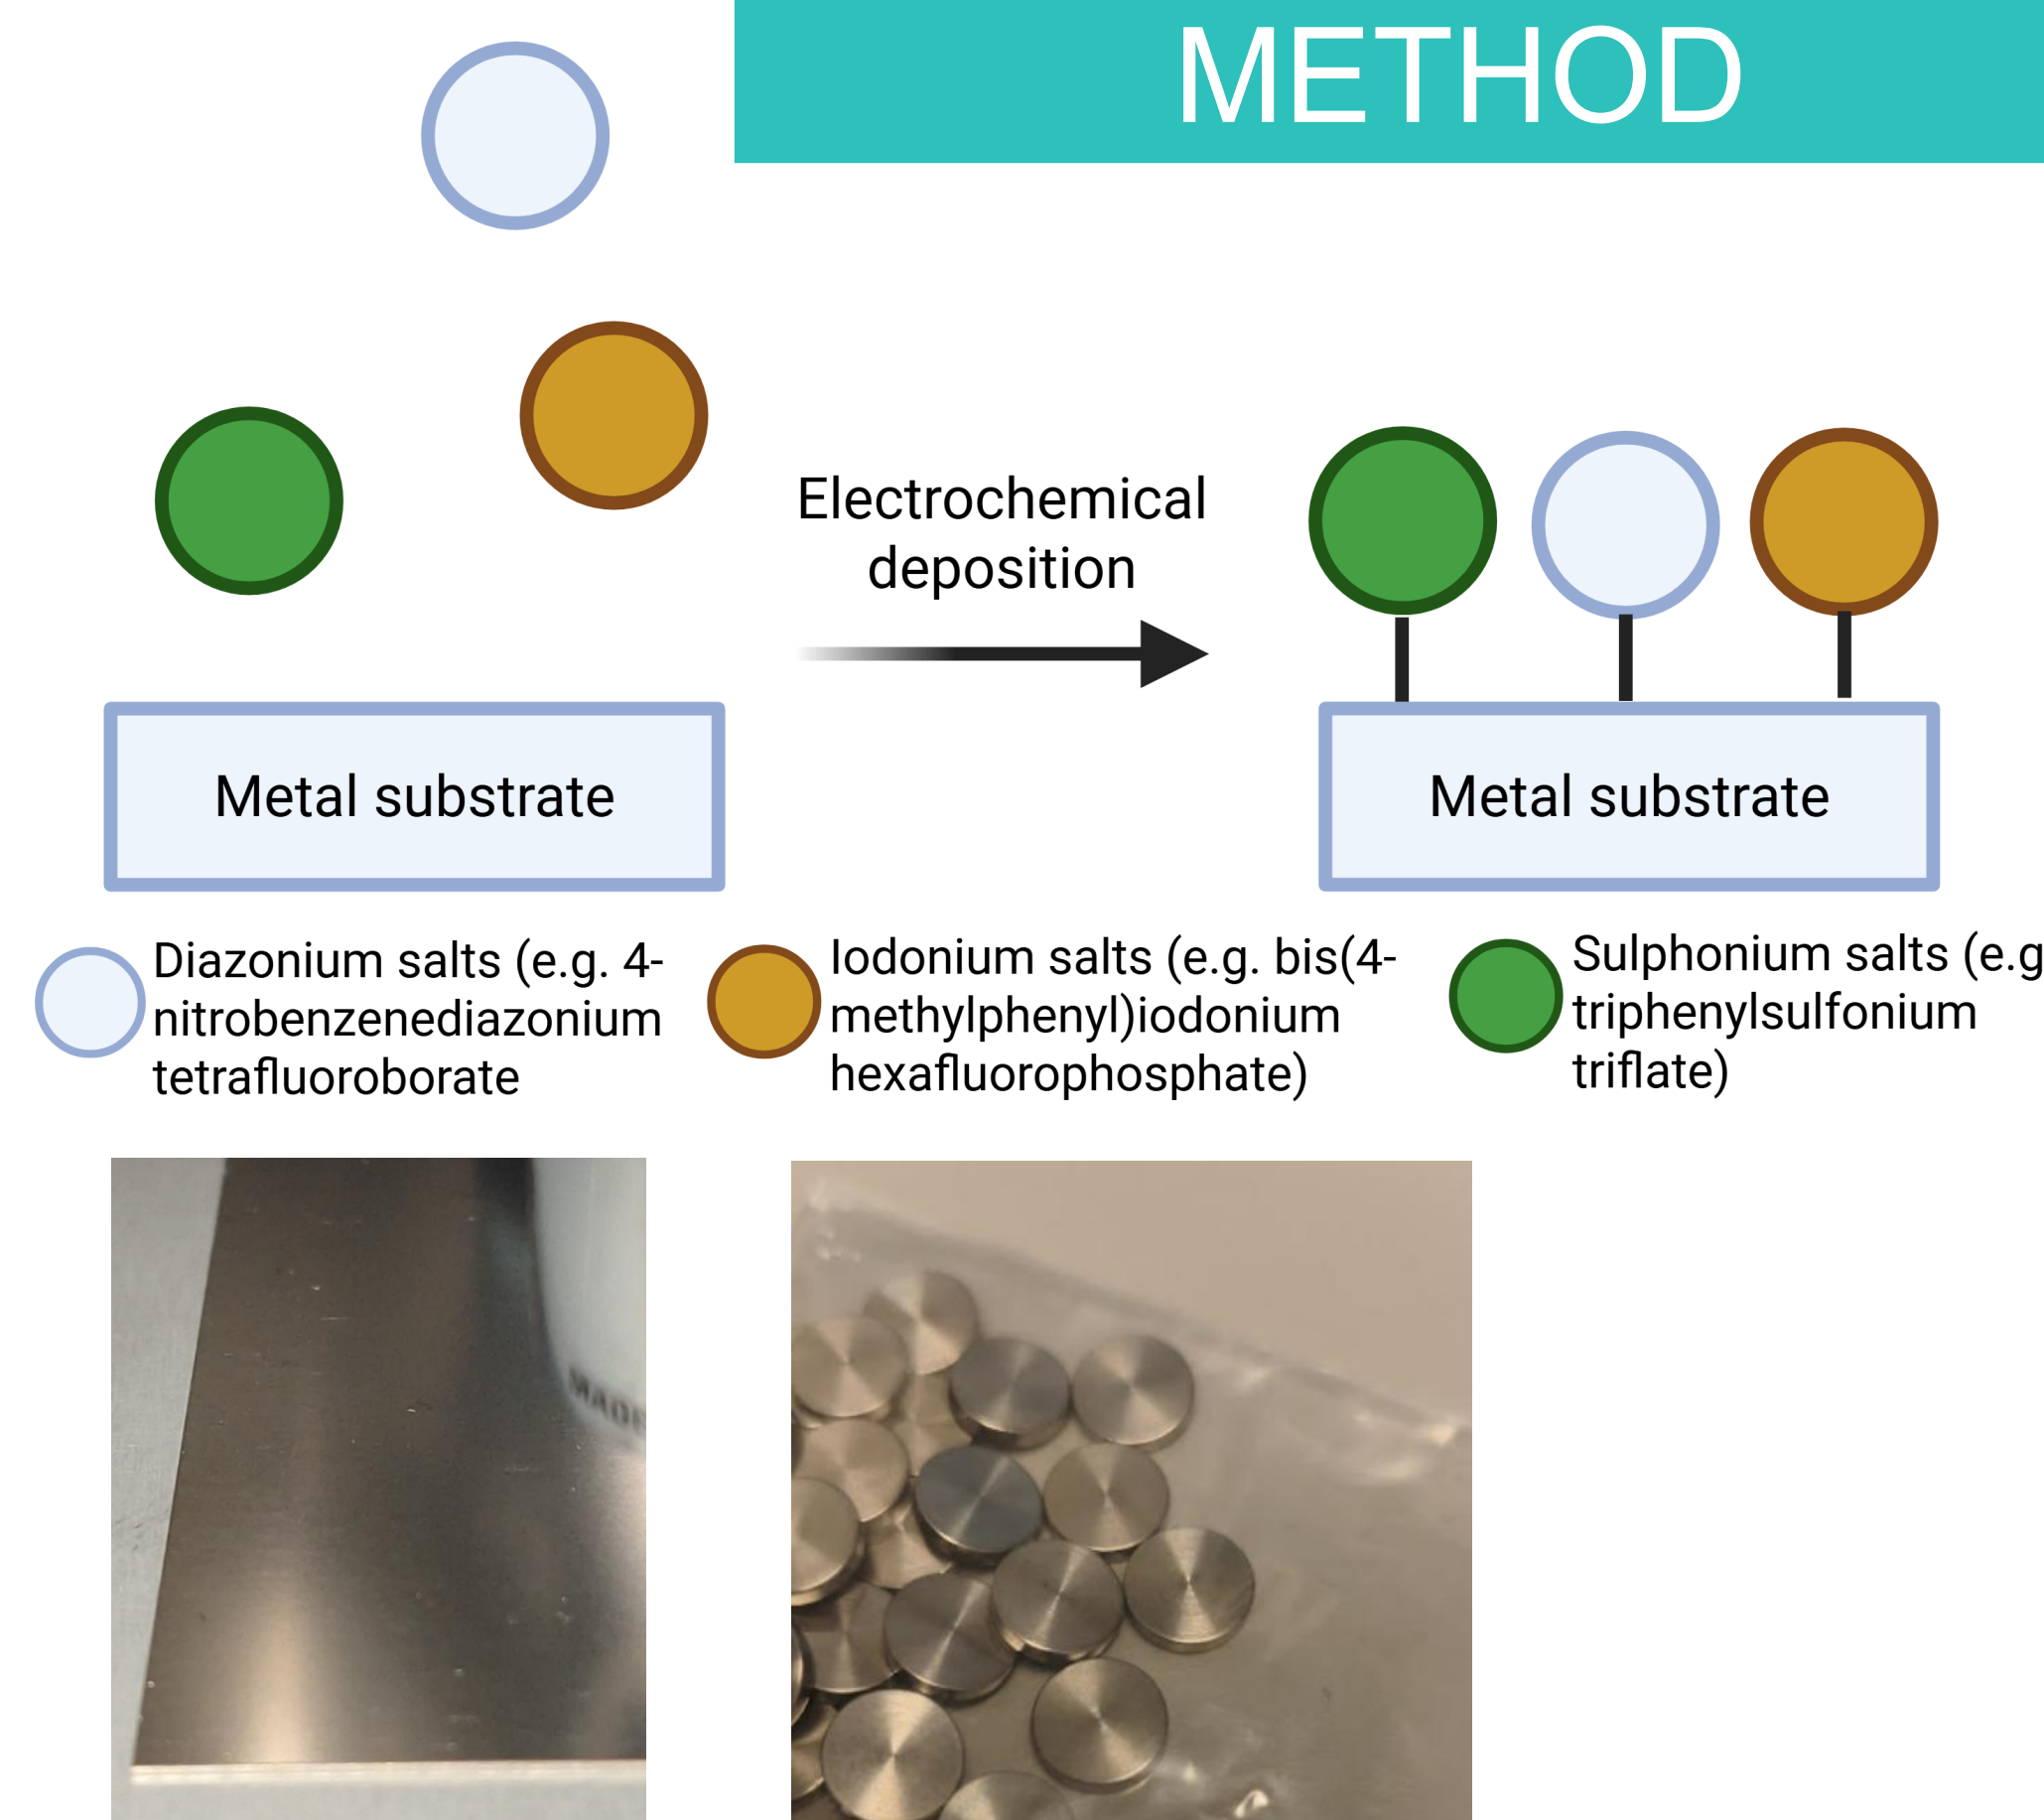 METHOD
Electrochemical
deposition
Metal substrate
Metal substrate
Diazonium salts (e.g. 4-
nitrobenzenediazonium
tetrafluoroborate
Iodonium salts (e.g. bis(4-
methylphenyl)iodonium
hexafluorophosphate)
Sulphonium salts (e.g
triphenylsulfonium
triflate)
MADE